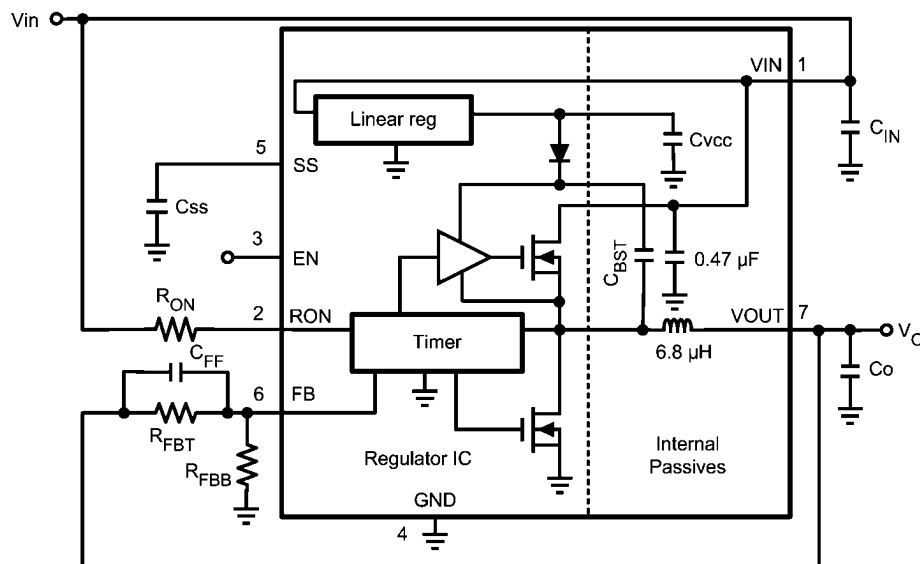 Vin
VIN 1
Linear reg
C_IN
Cvcc
5
SS
Css
3
EN
C_BST
0.47 µF
R_ON
2
RON
VOUT 7
V_O
Timer
6.8 µH
C_FF
Co
6
FB
R_FBT
R_FBB
Regulator IC
Internal
Passives
GND
4